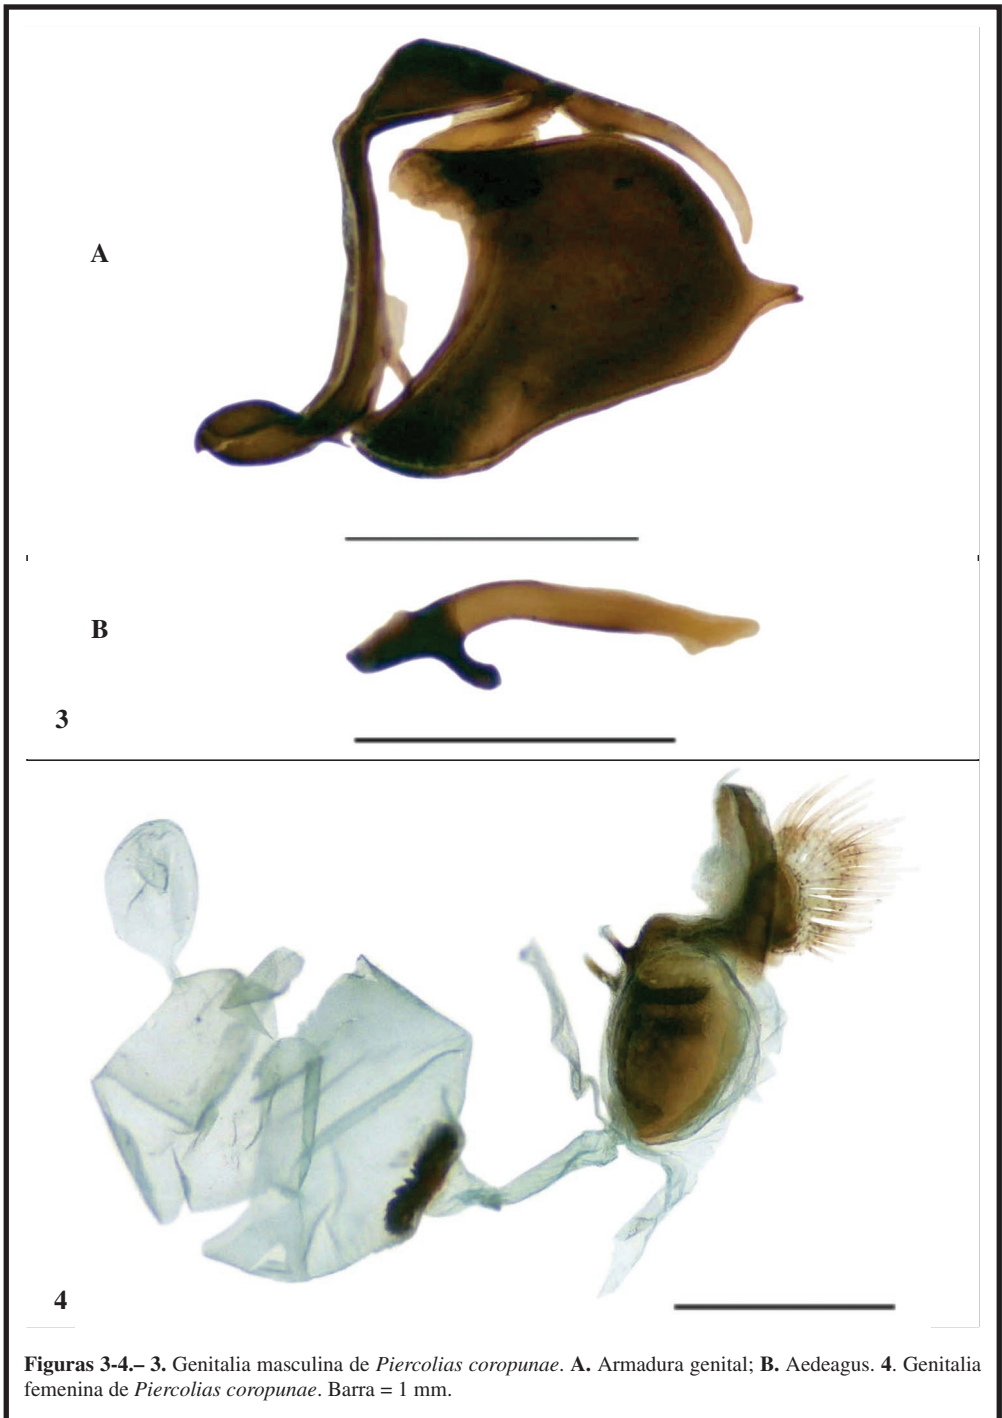 A
B
3
4
Figuras 3-4.– 3. Genitalia masculina de Piercolias coropunae. A. Armadura genital; B. Aedeagus. 4. Genitalia
femenina de Piercolias coropunae. Barra = 1 mm.